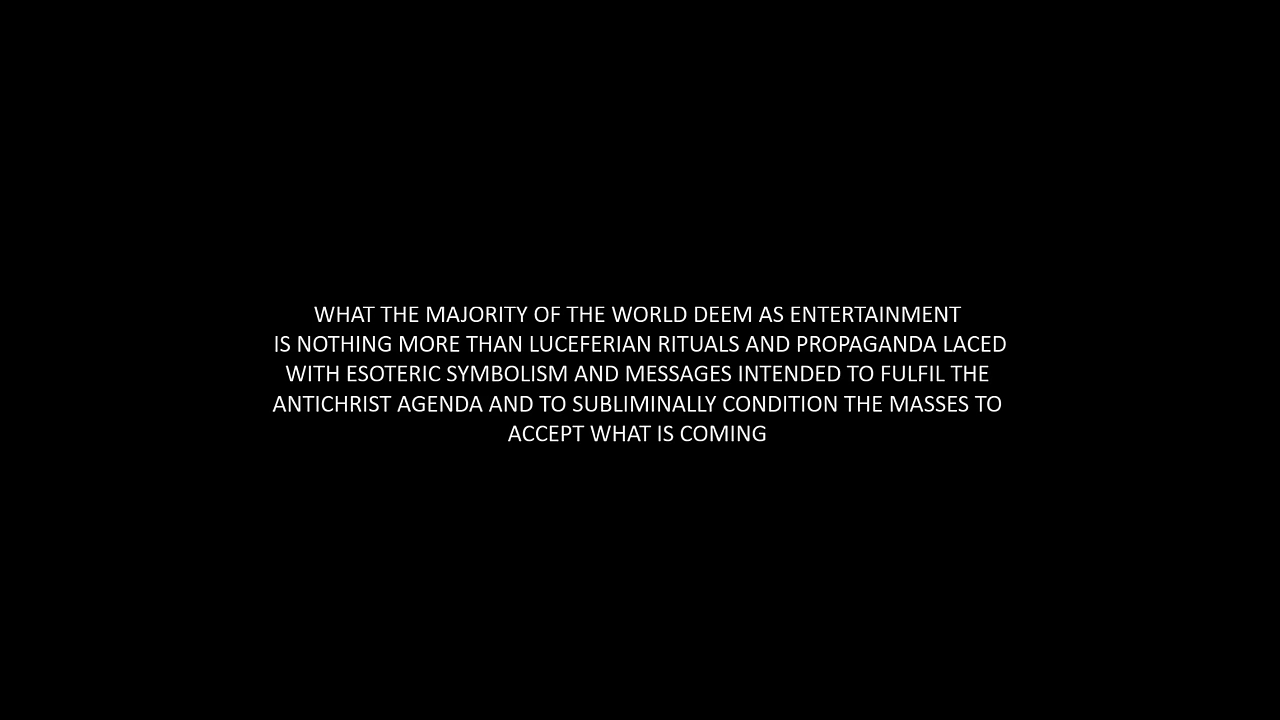 WHAT THE MAJORITY OF THE WORLD DEEM AS ENTERTAINMENT
IS NOTHING MORE THAN LUCEFERIAN RITUALS AND PROPAGANDA LACED
WITH ESOTERIC SYMBOLISM AND MESSAGES INTENDED TO FULFIL THE
ANTICHRIST AGENDA AND TO SUBLIMINALLY CONDITION THE MASSES TO
ACCEPT WHAT IS COMING